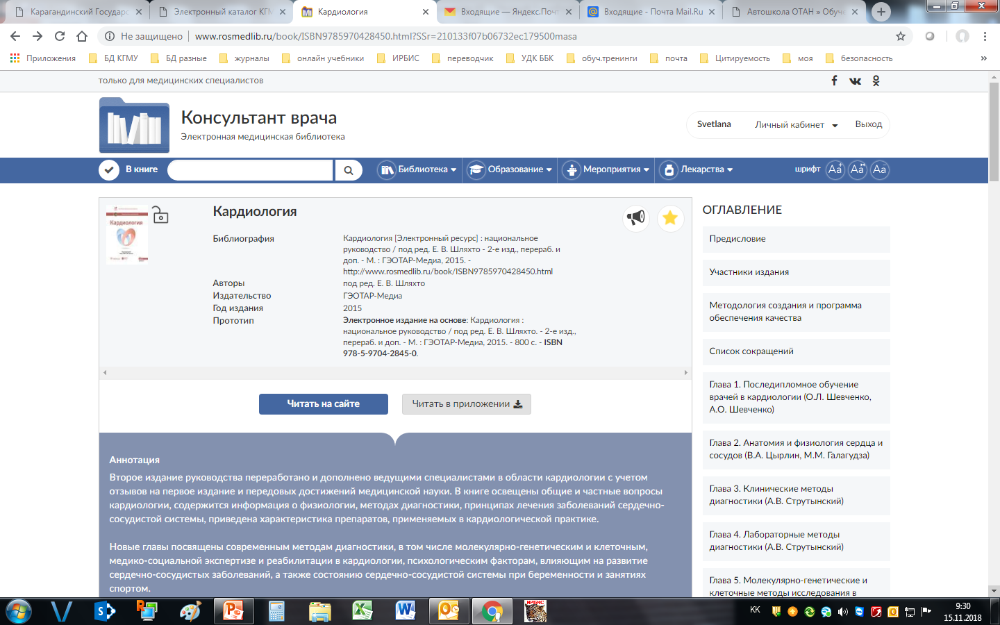 Карагандинский Государс
Электронный каталог КГМ
Кардиология
Входящие — Яндекс.Почт
Входящие - Почта Mail.Ru
Автошкола ОТАН » Обуче
Не защищено
www.rosmedlib.ru/book/ISBN9785970428450.html?SSr=210133f07b06732ec179500masa
Приложения
БД КГМУ
БД разные
журналы
онлайн учебники
ИРБИС
переводчик
УДК ББК
обуч.тренинги
почта
Цитируемость
моя
безопасность
»
только для медицинских специалистов
Консультант врача
Электронная медицинская библиотека
Svetlana
Личный кабинет
Выход
В книге
Библиотека
Образование
Мероприятия
Лекарства
шрифт
Aa+
Aa
Aa-
Кардиология
Кардиология
Библиография
Кардиология [Электронный ресурс] : национальное
руководство / под ред. Е. В. Шляхто - 2-е изд., перераб. и
доп. - М. : ГЭОТАР-Медиа, 2015. -
http://www.rosmedlib.ru/book/ISBN9785970428450.html
Авторы
под ред. Е. В. Шляхто
Издательство
ГЭОТАР-Медиа
Год издания
2015
Прототип
Электронное издание на основе: Кардиология :
национальное руководство / под ред. Е. В. Шляхто. - 2-е изд.,
перераб. и доп. - М. : ГЭОТАР-Медиа, 2015. - 800 с. - ISBN
978-5-9704-2845-0.
Читать на сайте
Читать в приложении
Аннотация
Второе издание руководства переработано и дополнено ведущими специалистами в области кардиологии с учетом
отзывов на первое издание и передовых достижений медицинской науки. В книге освещены общие и частные вопросы
кардиологии, содержится информация о физиологии, методах диагностики, принципах лечения заболеваний сердечно-
сосудистой системы, приведена характеристика препаратов, применяемых в кардиологической практике.
Новые главы посвящены современным методам диагностики, в том числе молекулярно-генетическим и клеточным,
медико-социальной экспертизе и реабилитации в кардиологии, психологическим факторам, влияющим на развитие
сердечно-сосудистых заболеваний, а также состоянию сердечно-сосудистой системы при беременности и занятиях
спортом.
ОГЛАВЛЕНИЕ
Предисловие
Участники издания
Методология создания и программа
обеспечения качества
Список сокращений
Глава 1. Последипломное обучение
врачей в кардиологии (О.Л. Шевченко,
А.О. Шевченко)
Глава 2. Анатомия и физиология сердца и
сосудов (В.А. Цырлин, М.М. Галагудза)
Глава 3. Клинические методы
диагностики (А.В. Струтынский)
Глава 4. Лабораторные методы
диагностики (А.В. Струтынский)
Глава 5. Молекулярно-генетические и
клеточные методы исследования в
ИРБИС
KK
9:30
15.11.2018